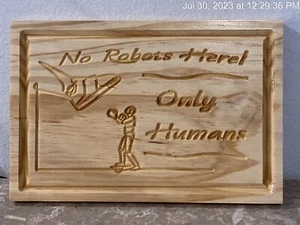 Jul 30, 2023 at 12:29:36 PM
No Robots Here!
Only
Humans